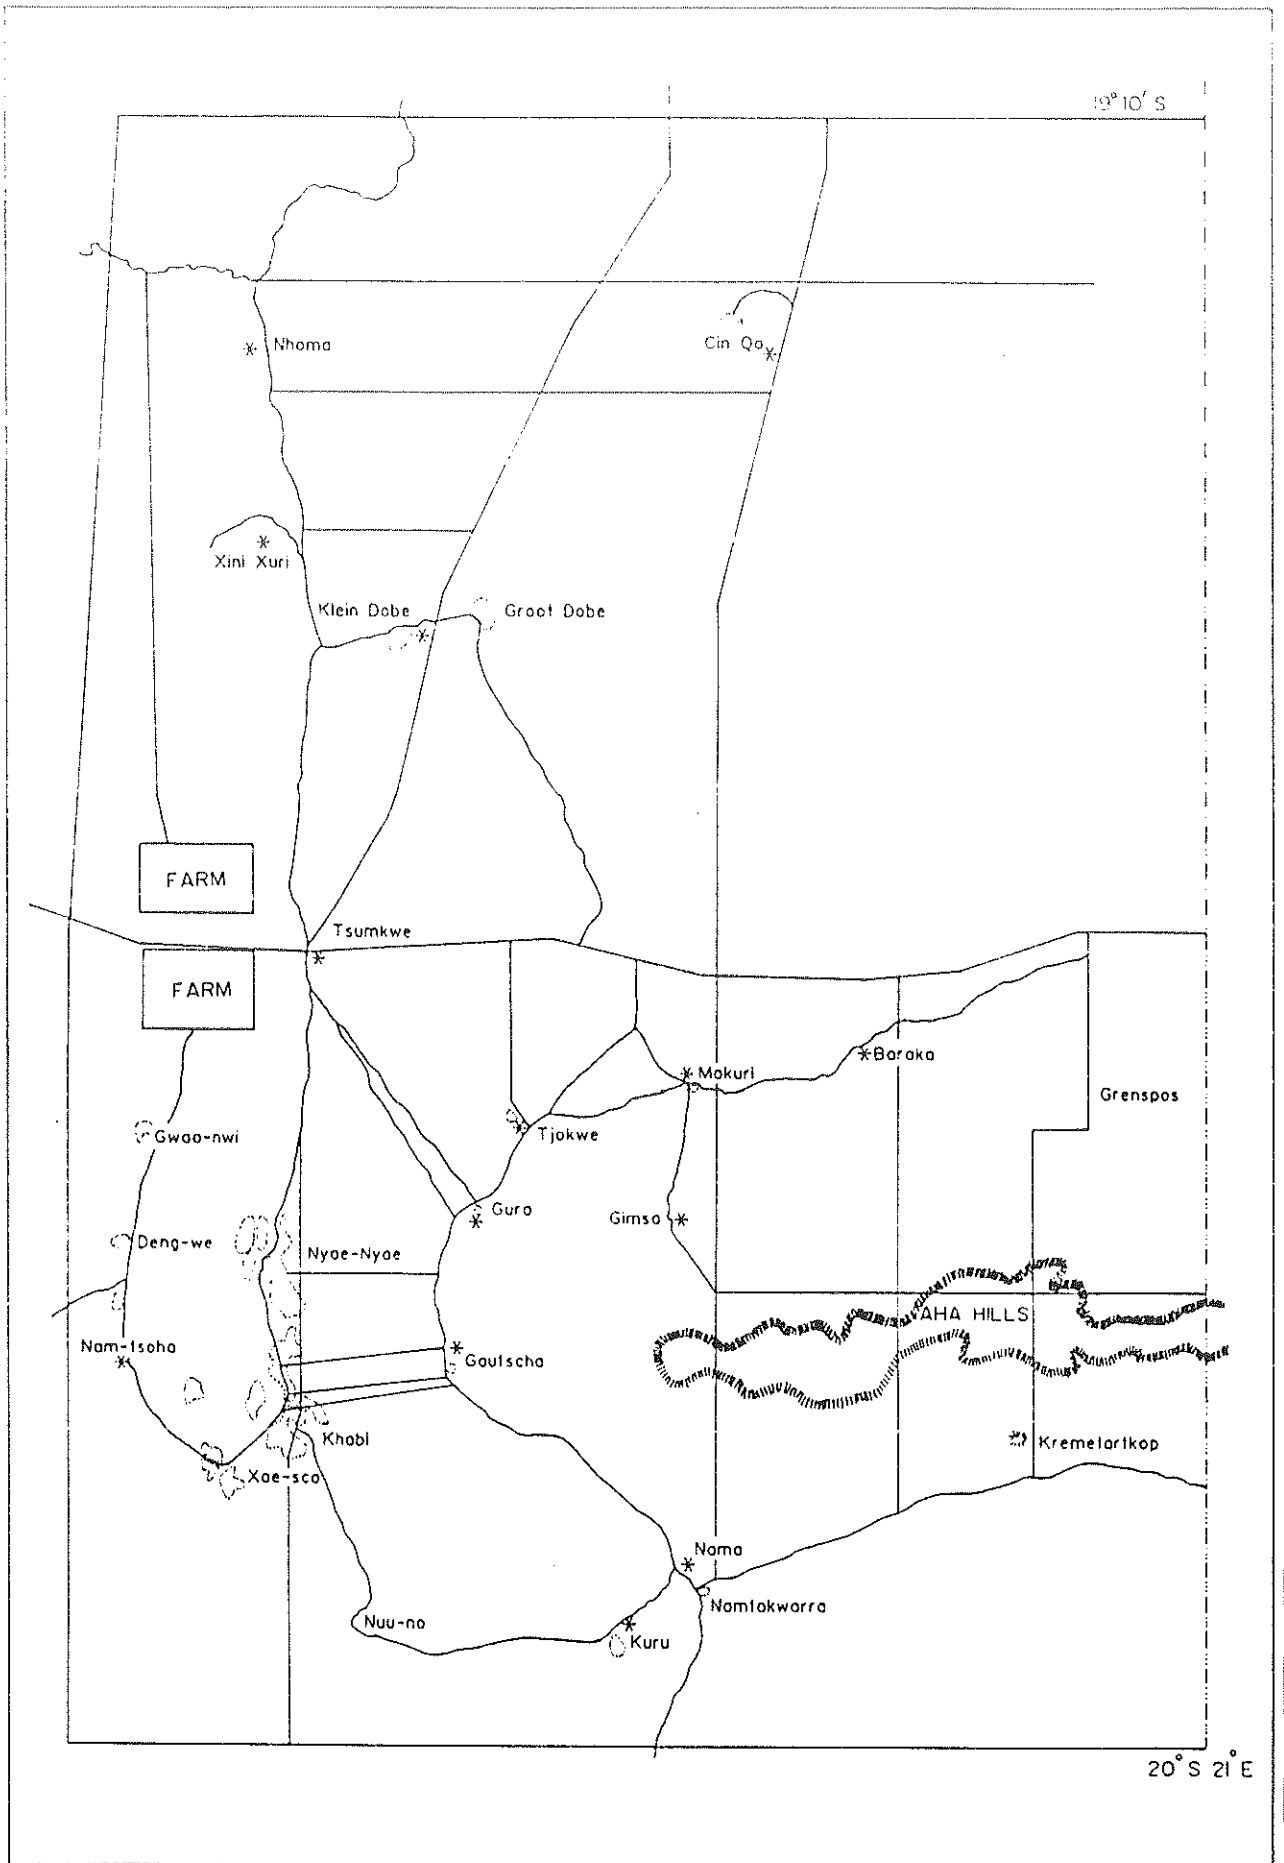 19° 10' S
Nhoma
Cin Qo
Xini Xuri
Klein Dobe
Groot Dobe
FARM
Tsumkwe
FARM
Baraka
Makuri
Grenspos
Tjokwe
Gwao-nwi
Gura
Gimsa
Deng-we
Nyae-Nyae
AHA HILLS
Nam-tsoha
Gautscha
Khabi
Kremetartkop
Xae-sca
Nama
Namtakwarra
Nuu-na
Kuru
20° S 21° E